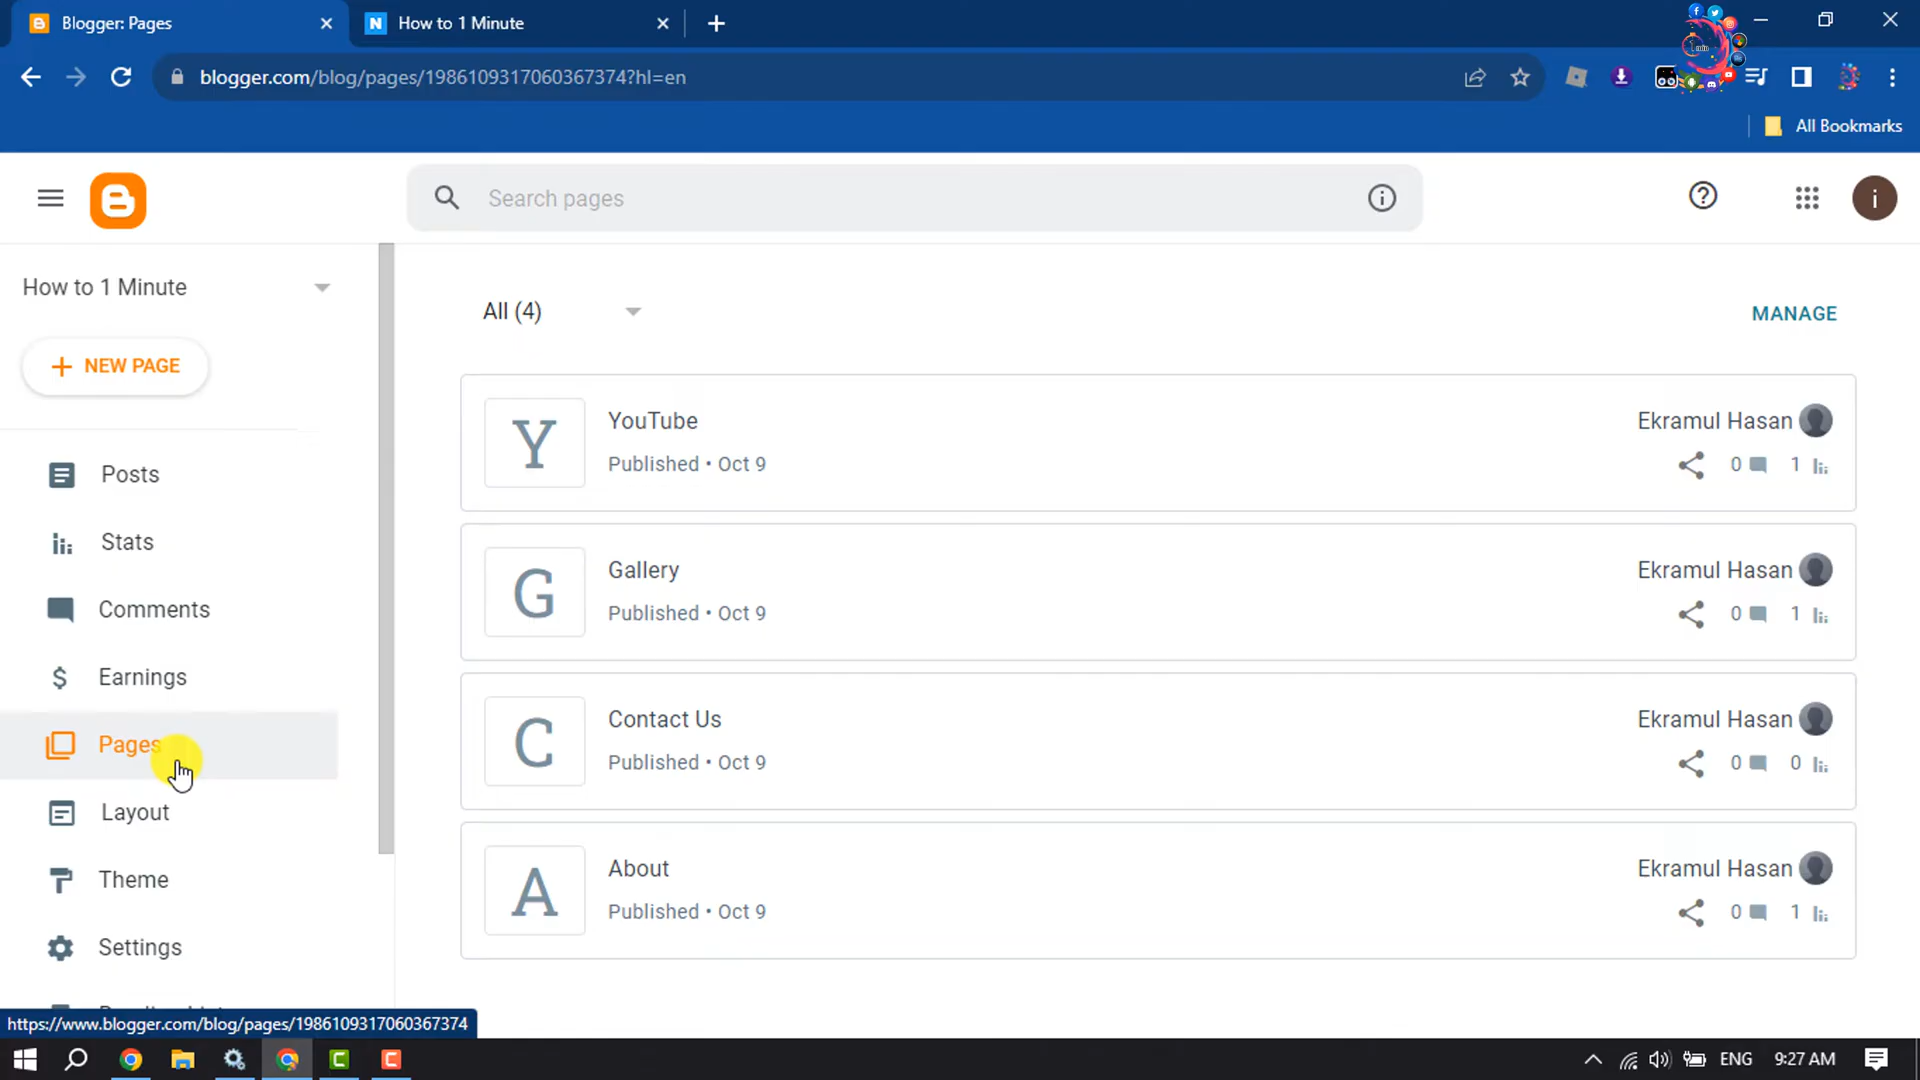 Blogger: Pages
N How to 1 Minute
blogger.com/blog/pages/1986109317060367374?hl=en
All Bookmarks
Search pages
i
How to 1 Minute
NEW PAGE
Posts
Stats
Comments
Earnings
Pages
Layout
Theme
Settings
All (4)
MANAGE
Y
YouTube
Published • Oct 9
Ekramul Hasan
0 1
G
Gallery
Published • Oct 9
Ekramul Hasan
0 1
C
Contact Us
Published • Oct 9
Ekramul Hasan
0 0
A
About
Published • Oct 9
Ekramul Hasan
0 1
https://www.blogger.com/blog/pages/1986109317060367374
ENG
9:27 AM